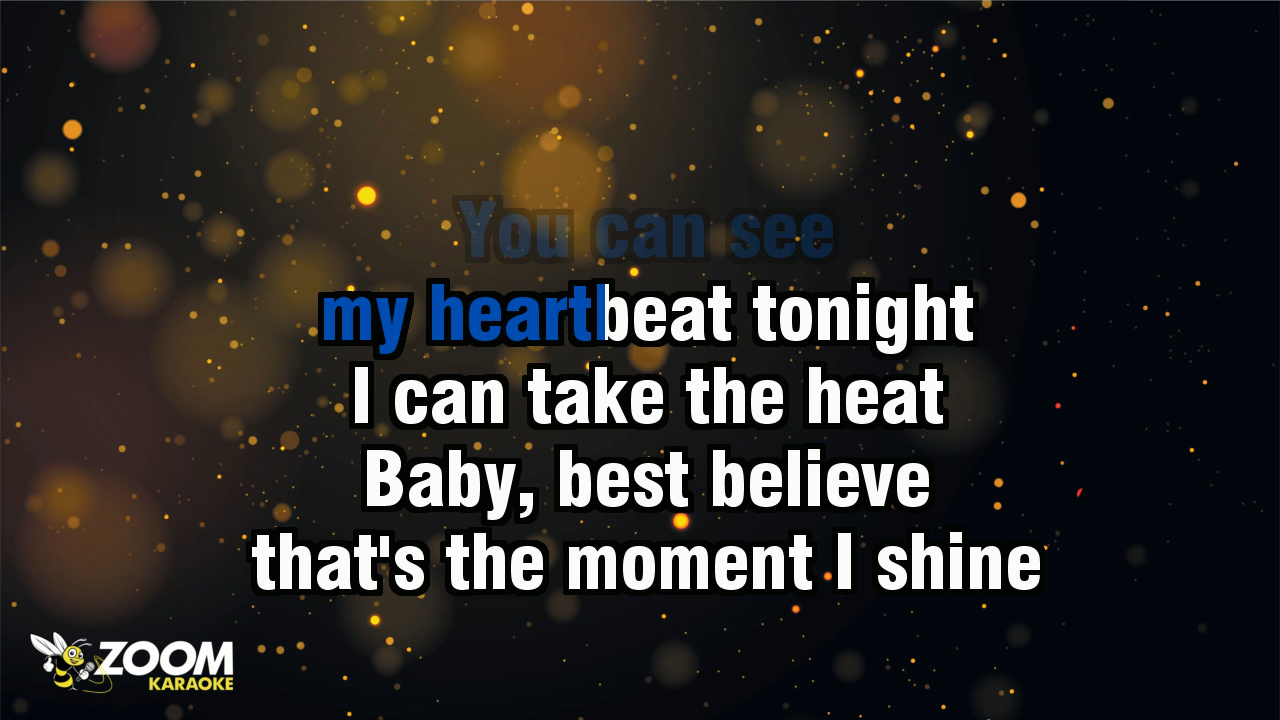 You can see
my heartbeat tonight
I can take the heat
Baby, best believe
that's the moment I shine
ZOOM
KARAOKE